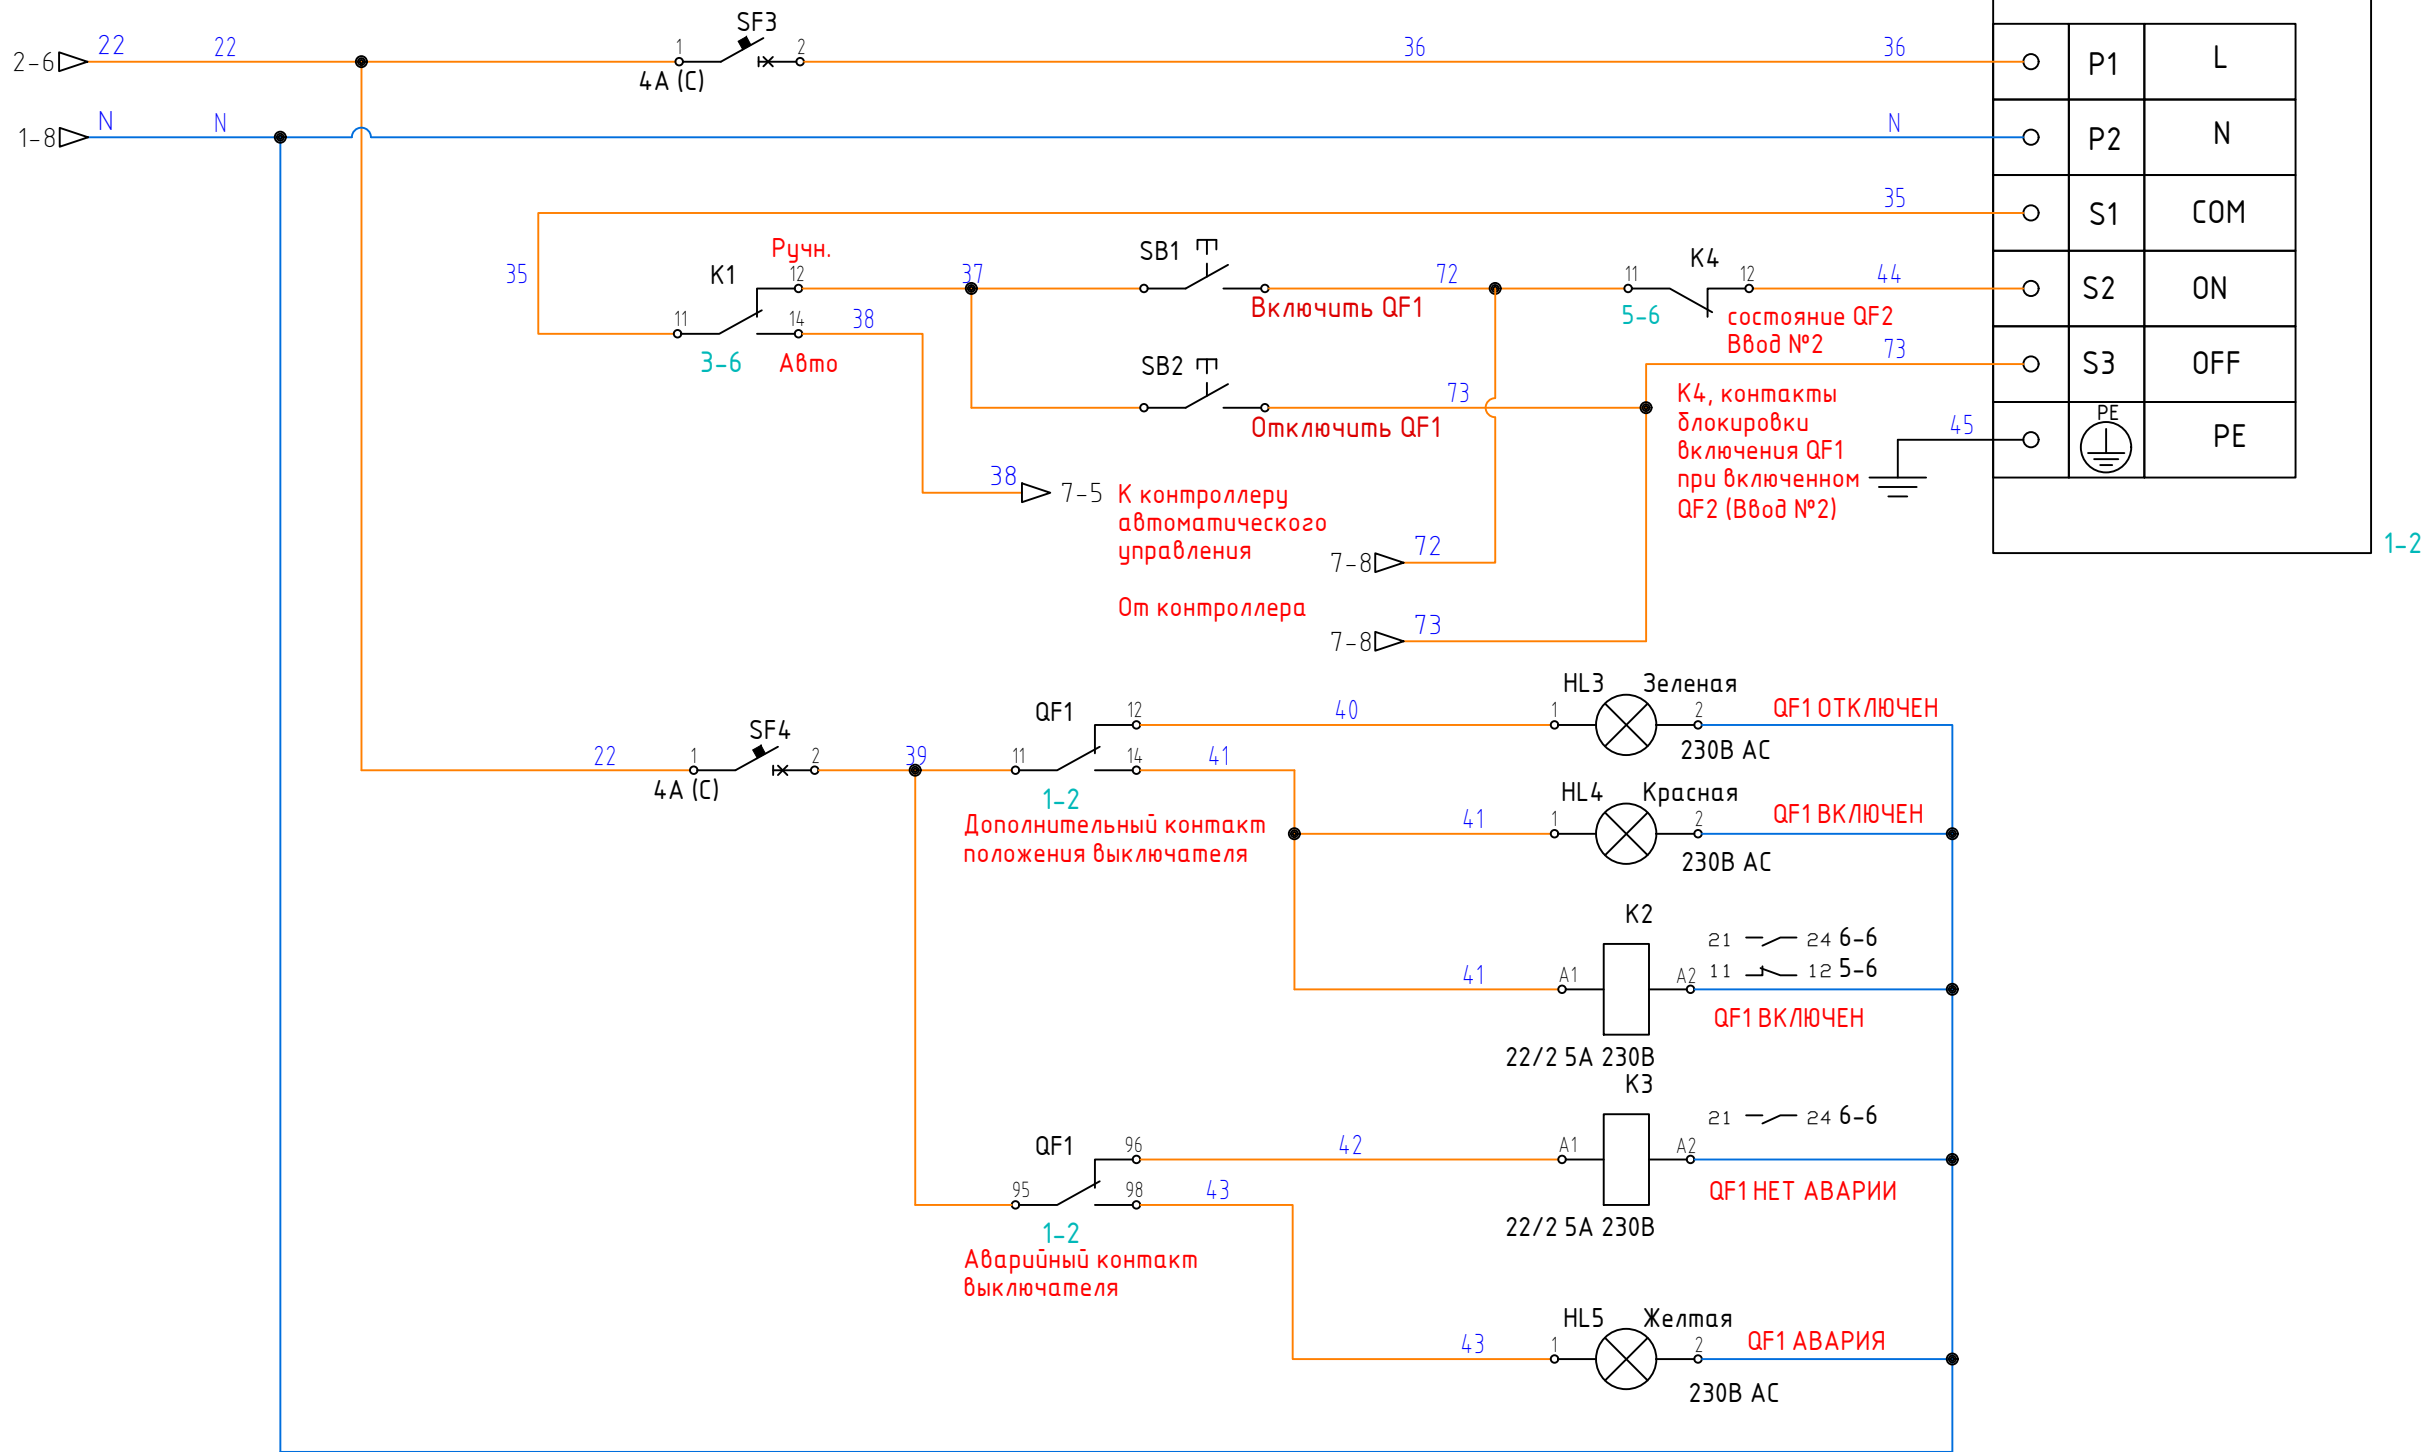 SF3
2-6 22 22 1 2 36 36 P1 L
4А (С)
1-8 N N N P2 N
35 S1 COM
Ручн.
35 K1 12 37 SB1 72 11 K4 12 44 S2 ON
11 14 38 Включить QF1 5-6 состояние QF2
Ввод №2
3-6 Авто SB2 73 73 S3 OFF
Отключить QF1
К4, контакты
блокировки
включения QF1
при включенном
QF2 (Ввод №2)
45 PE PE
38 7-5 К контроллеру
автоматического
управления
7-8 72
1-2
От контроллера
7-8 73
HL3 Зеленая
QF1 12 40 1 2 QF1 ОТКЛЮЧЕН
230В АС
SF4
22 1 2 39 11 14 41
4А (С)
1-2
Дополнительный контакт
положения выключателя
HL4 Красная
41 1 2 QF1 ВКЛЮЧЕН
230В АС
K2
21 24 6-6
11 12 5-6
41 A1 A2
QF1 ВКЛЮЧЕН
22/2 5А 230В
K3
21 24 6-6
QF1 96 42 A1 A2
95 98 43 QF1 НЕТ АВАРИИ
22/2 5А 230В
1-2
Аварийный контакт
выключателя
HL5 Желтая
43 1 2 QF1 АВАРИЯ
230В АС